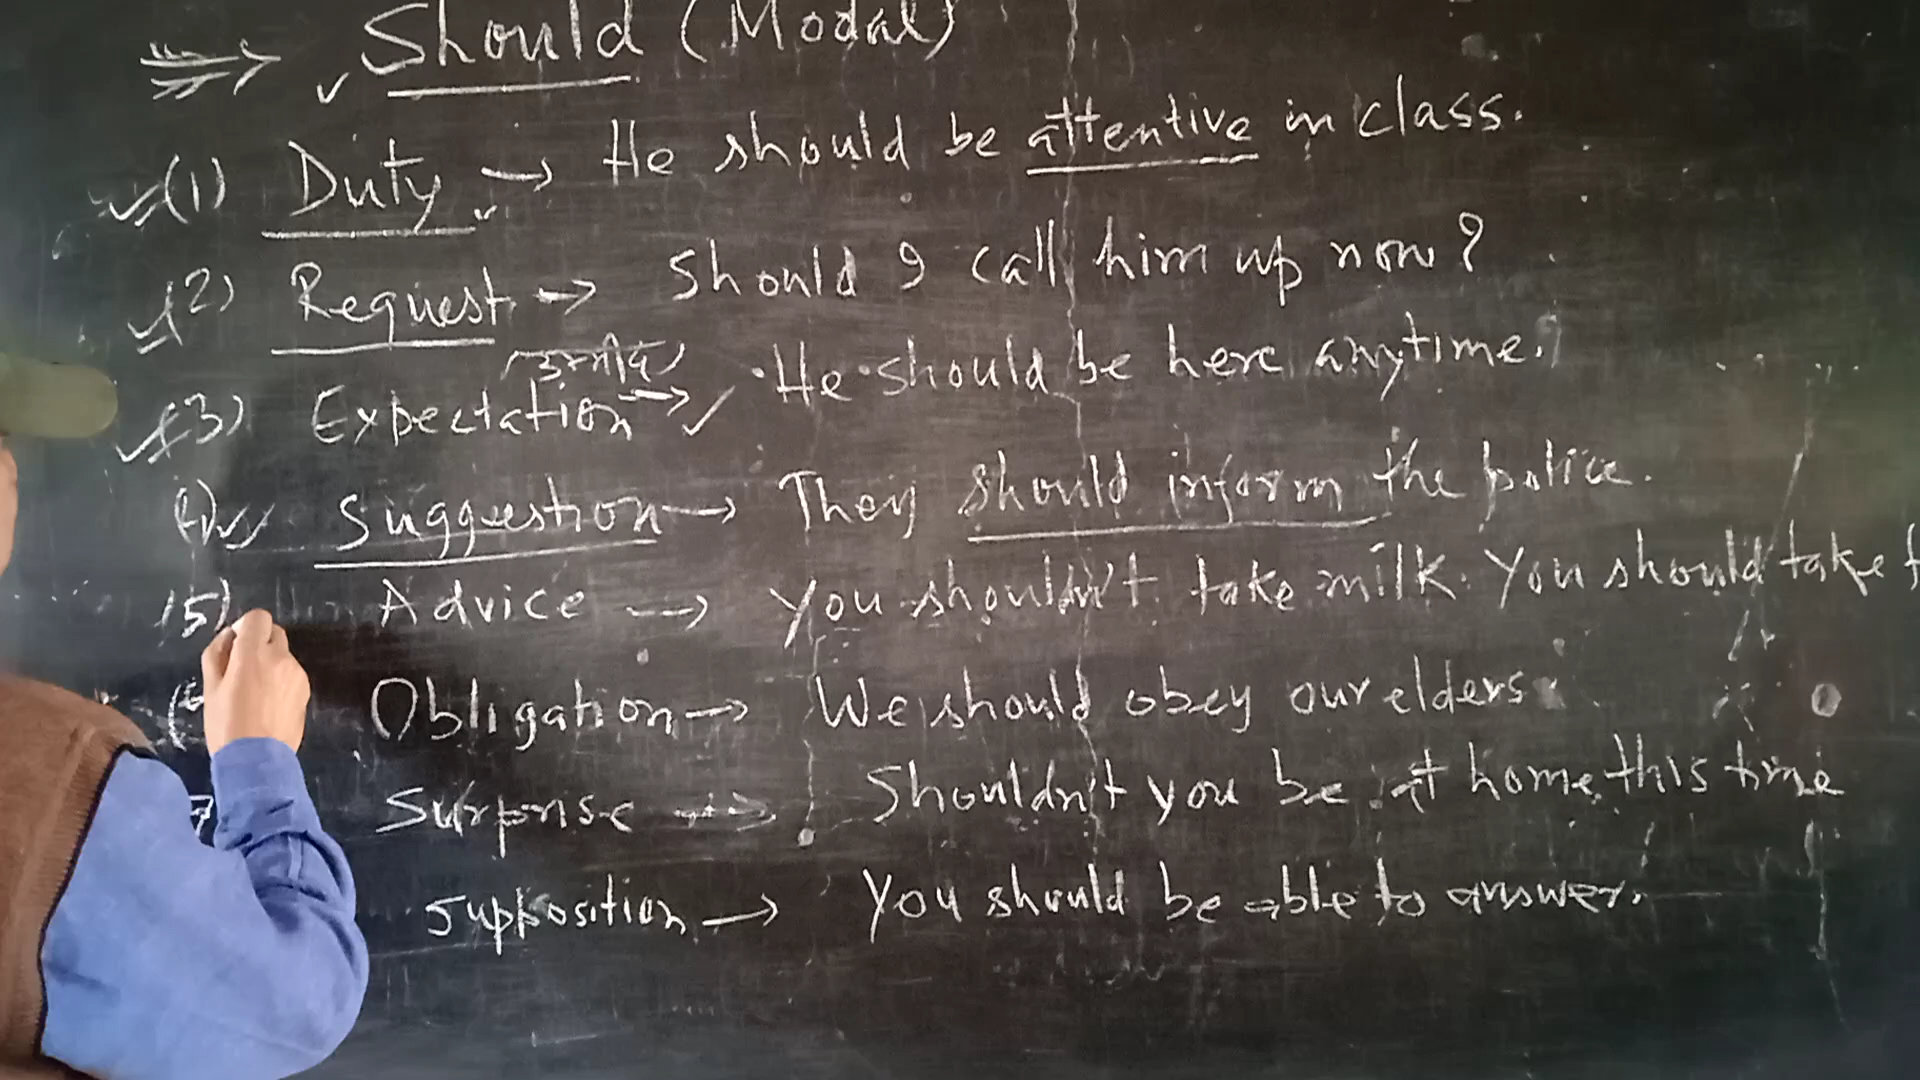 Should (Modal)
(1) Duty → He should be attentive in class.
(2) Request → Should I call him up now?
(उम्मीद)
(3) Expectation → He should be here anytime.
Suggestion → They should inform the police.
(5) Advice → You shouldn't take milk. You should take
Obligation → We should obey our elders
7 Surprise → Shouldn't you be at home this time
Supposition → You should be able to answer.